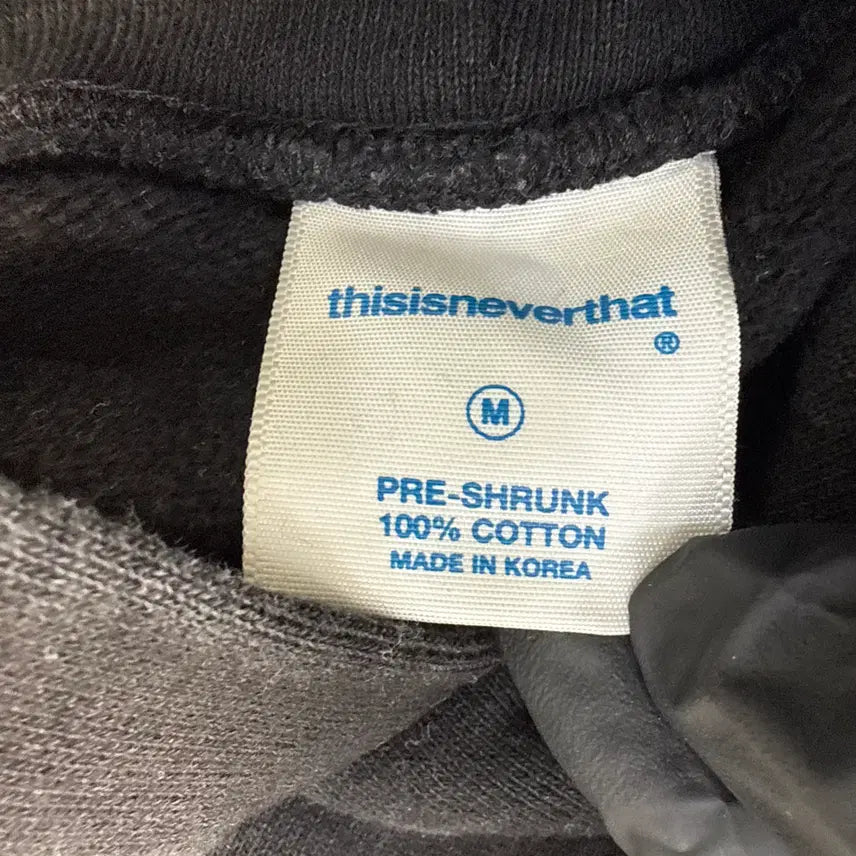 thisisneverthat
®
M
PRE-SHRUNK
100% COTTON
MADE IN KOREA